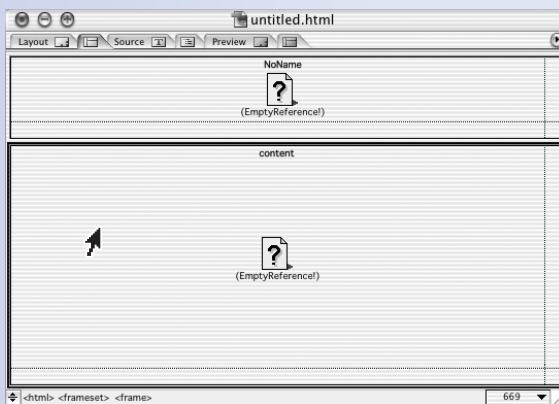 untitled.html
Layout Source Preview
NoName
?
(EmptyReference!)
content
?
(EmptyReference!)
<html> <frameset> <frame> 669